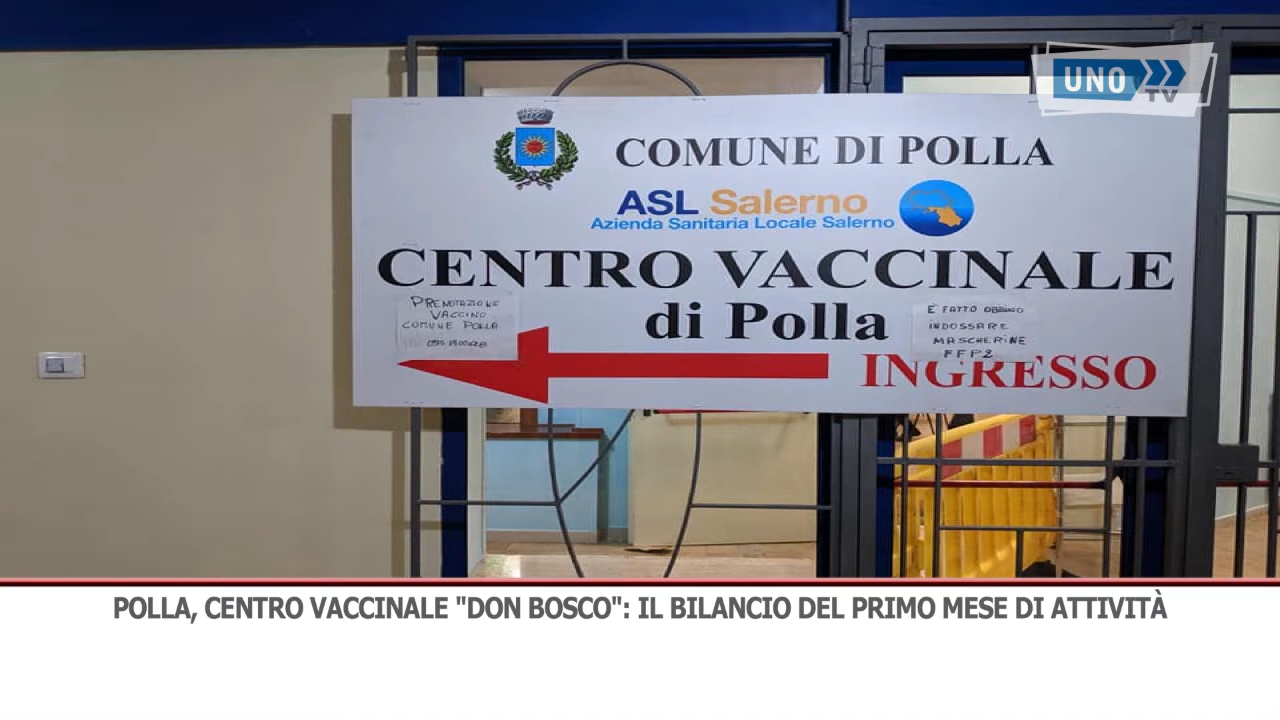 UNO
TV
COMUNE DI POLLA
ASL Salerno
Azienda Sanitaria Locale Salerno
CENTRO VACCINALE
di Polla
PRENOTAZIONE
VACCINO
COMUNE POLLA
È FATTO OBBLIGO
INDOSSARE
MASCHERINE
FFP2
INGRESSO
POLLA, CENTRO VACCINALE "DON BOSCO": IL BILANCIO DEL PRIMO MESE DI ATTIVITÀ